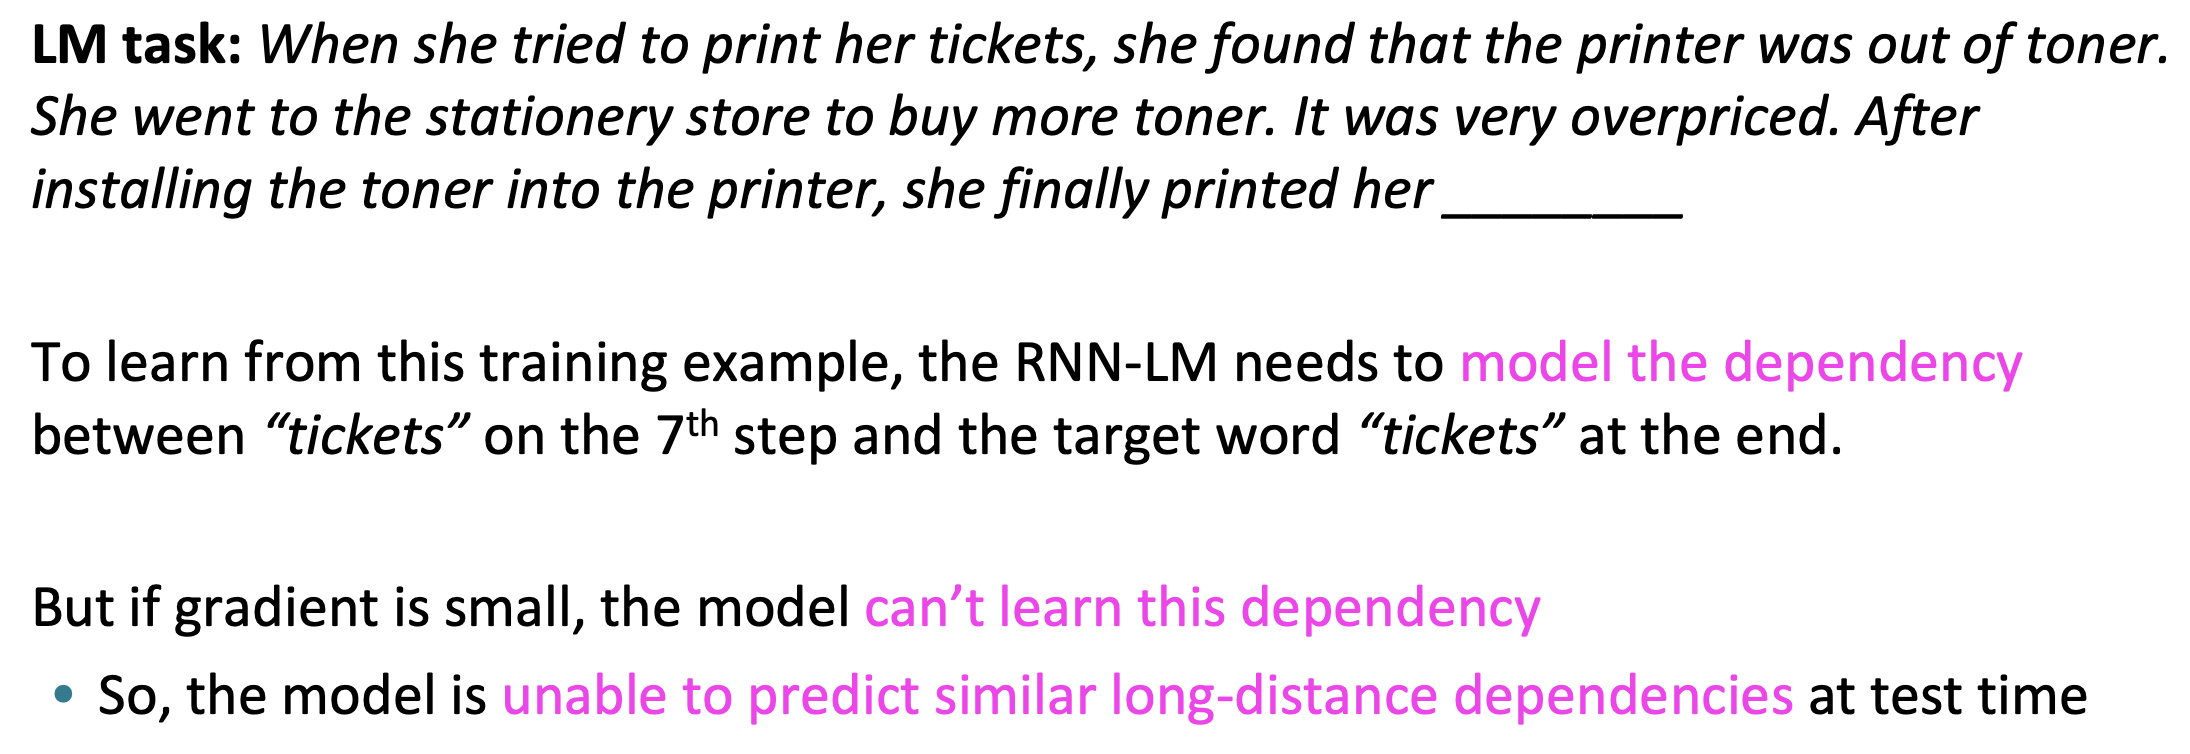 LM task: When she tried to print her tickets, she found that the printer was out of toner.
She went to the stationery store to buy more toner. It was very overpriced. After
installing the toner into the printer, she finally printed her ________
To learn from this training example, the RNN-LM needs to model the dependency
between “tickets” on the 7th step and the target word “tickets” at the end.
But if gradient is small, the model can’t learn this dependency
• So, the model is unable to predict similar long-distance dependencies at test time